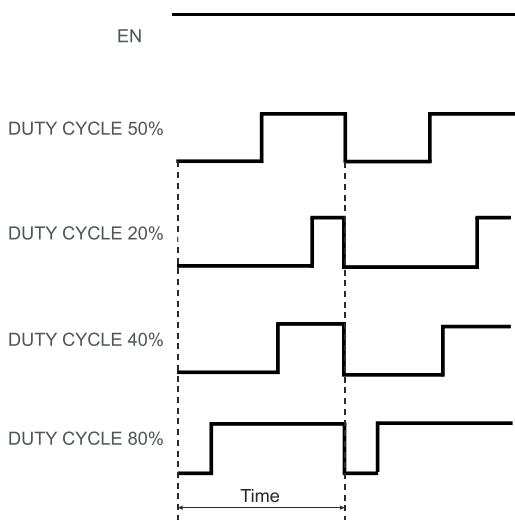 EN
DUTY CYCLE 50%
DUTY CYCLE 20%
DUTY CYCLE 40%
DUTY CYCLE 80%
Time